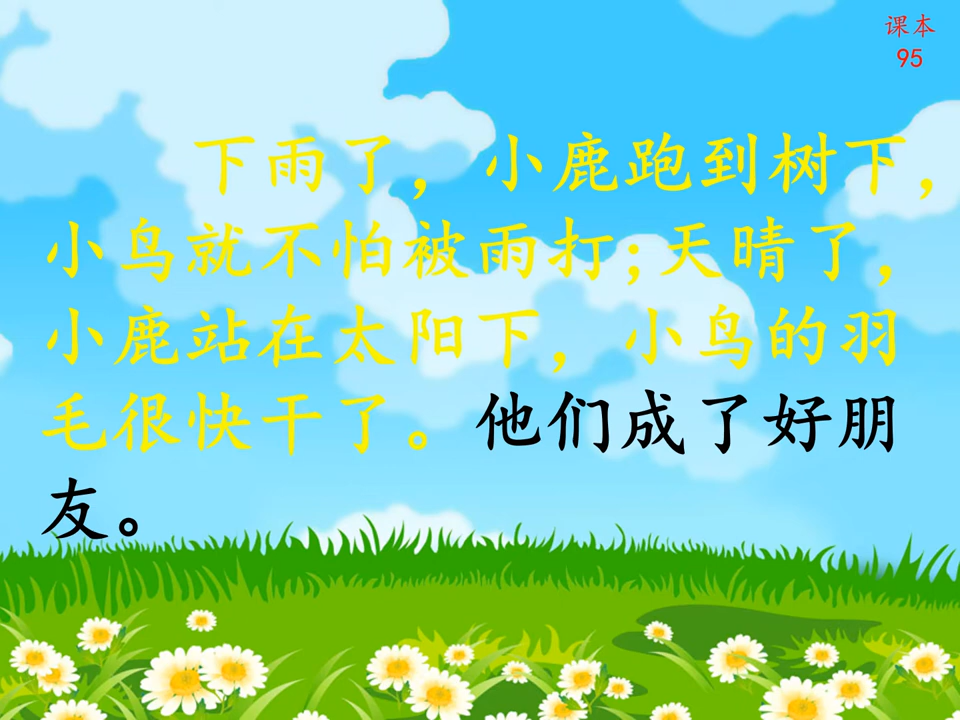 课本
95
下雨了，小鹿跑到树下，
小鸟就不怕被雨打；天晴了，
小鹿站在太阳下，小鸟的羽
毛很快干了。他们成了好朋
友。